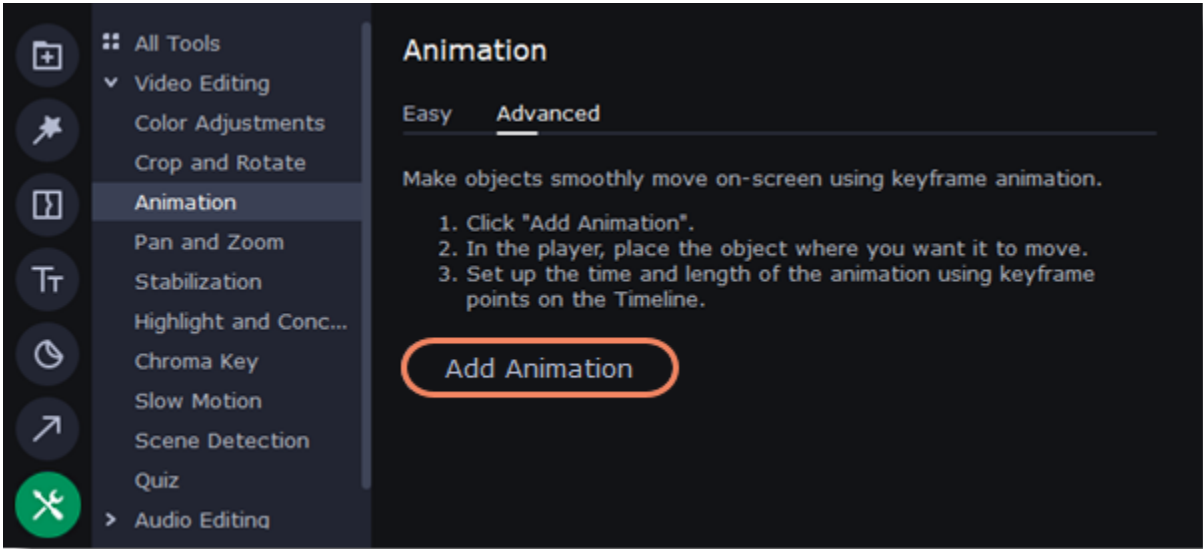 All Tools
Video Editing
Color Adjustments
Crop and Rotate
Animation
Pan and Zoom
Stabilization
Highlight and Conc...
Chroma Key
Slow Motion
Scene Detection
Quiz
Audio Editing
Tт
Animation
Easy Advanced
Make objects smoothly move on-screen using keyframe animation.
1. Click "Add Animation".
2. In the player, place the object where you want it to move.
3. Set up the time and length of the animation using keyframe
points on the Timeline.
Add Animation